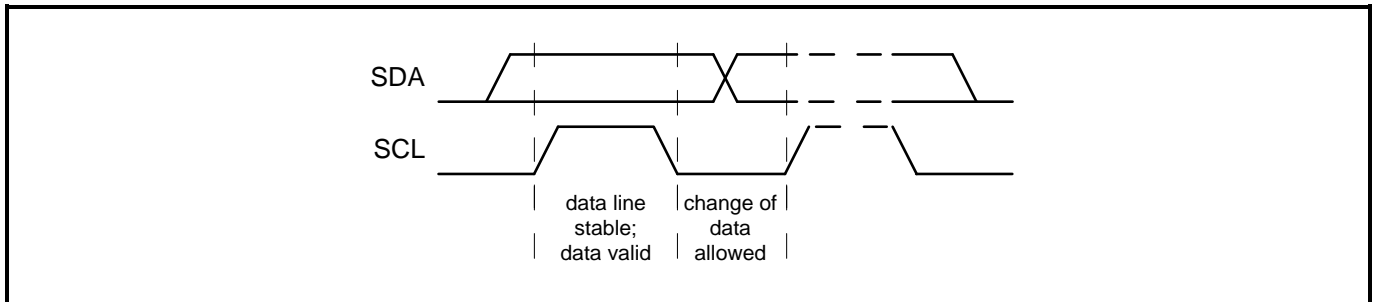 SDA
SCL
data line
stable;
data valid
change of
data
allowed